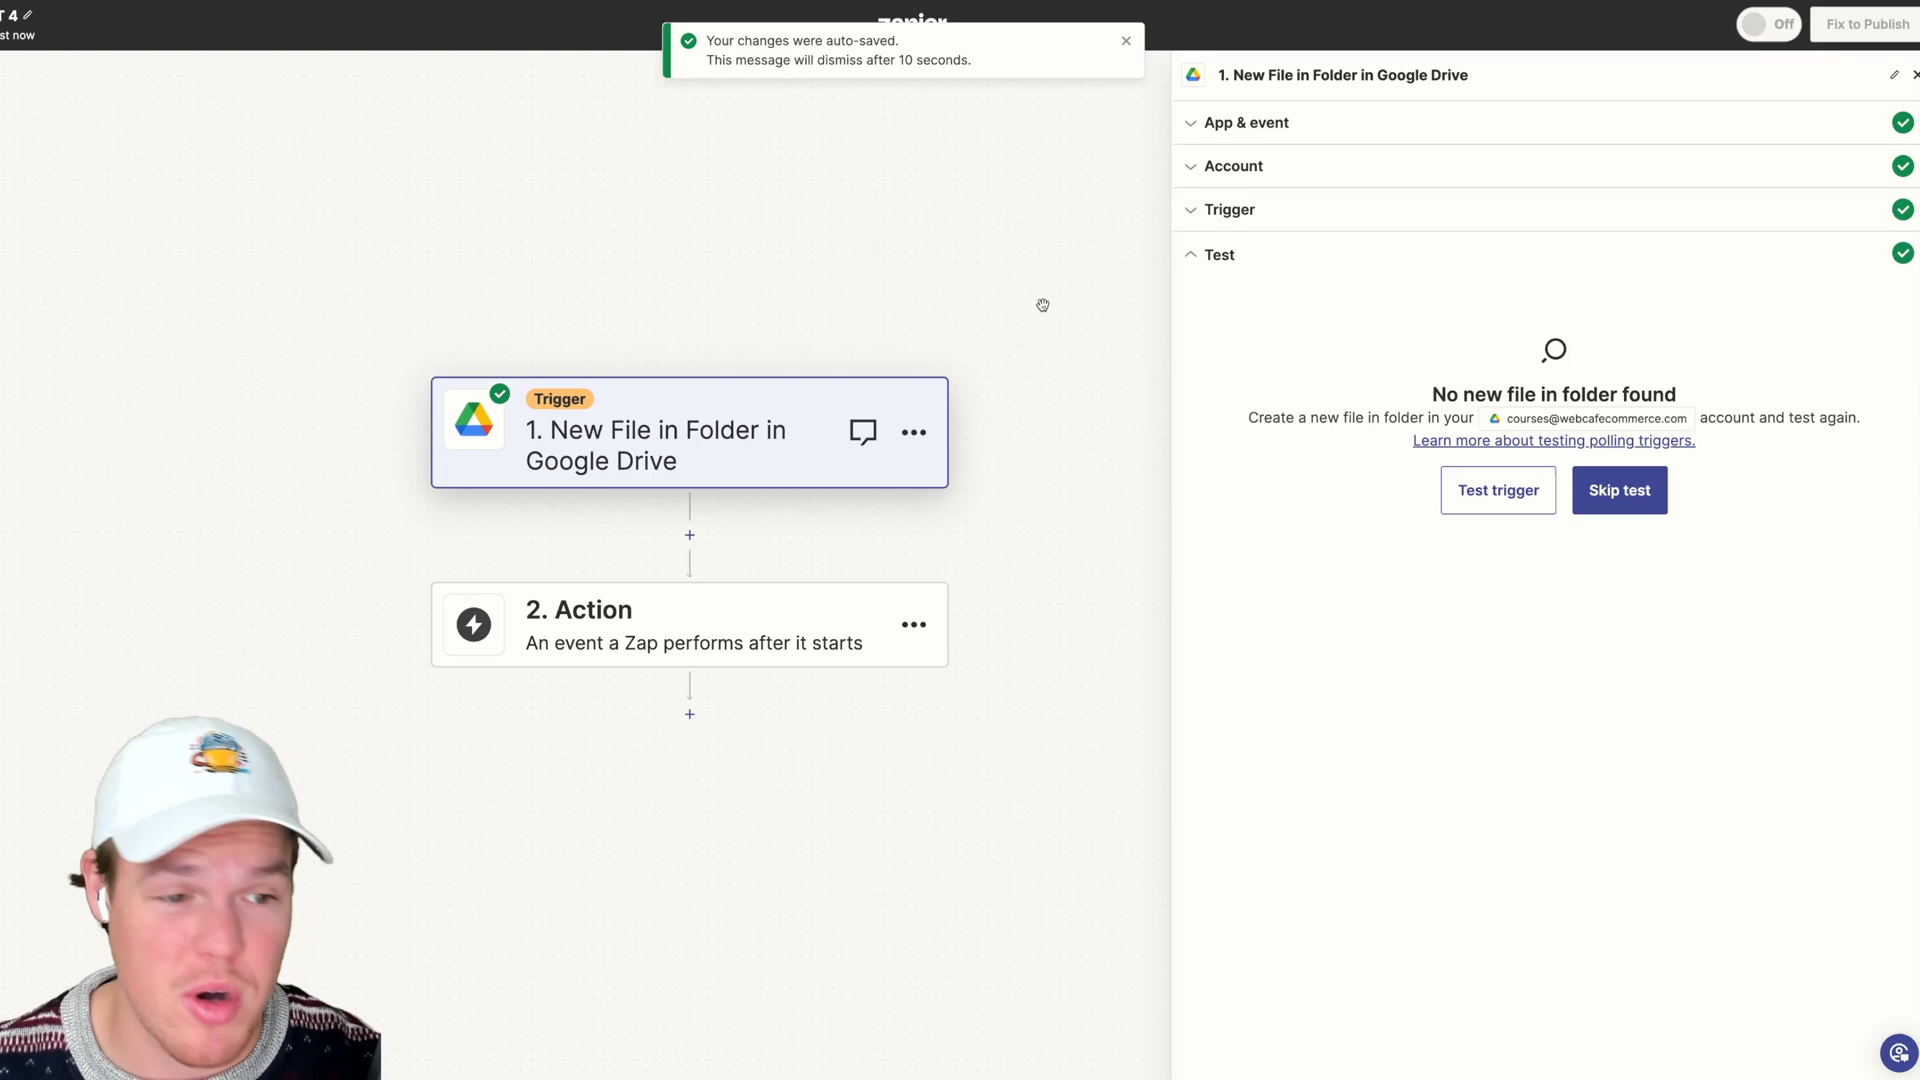 T 4
st now
zapier
Your changes were auto-saved.
This message will dismiss after 10 seconds.
Off
Fix to Publish
1. New File in Folder in Google Drive
App & event
Account
Trigger
Test
No new file in folder found
Create a new file in folder in your courses@webcafecommerce.com account and test again.
Learn more about testing polling triggers.
Test trigger
Skip test
Trigger
1. New File in Folder in
Google Drive
2. Action
An event a Zap performs after it starts